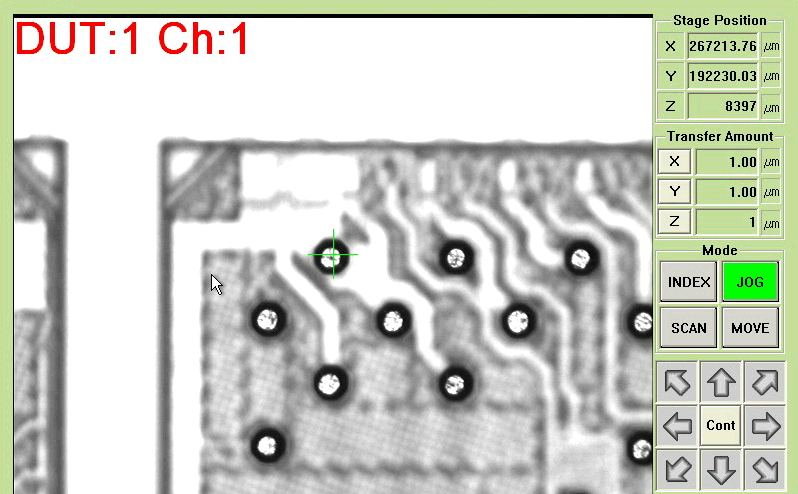 DUT:1 Ch:1
Stage Position
X 267213.76 μm
Y 192230.03 μm
Z 8397 μm
Transfer Amount
X 1.00 μm
Y 1.00 μm
Z 1 μm
Mode
INDEX JOG
SCAN MOVE
Cont